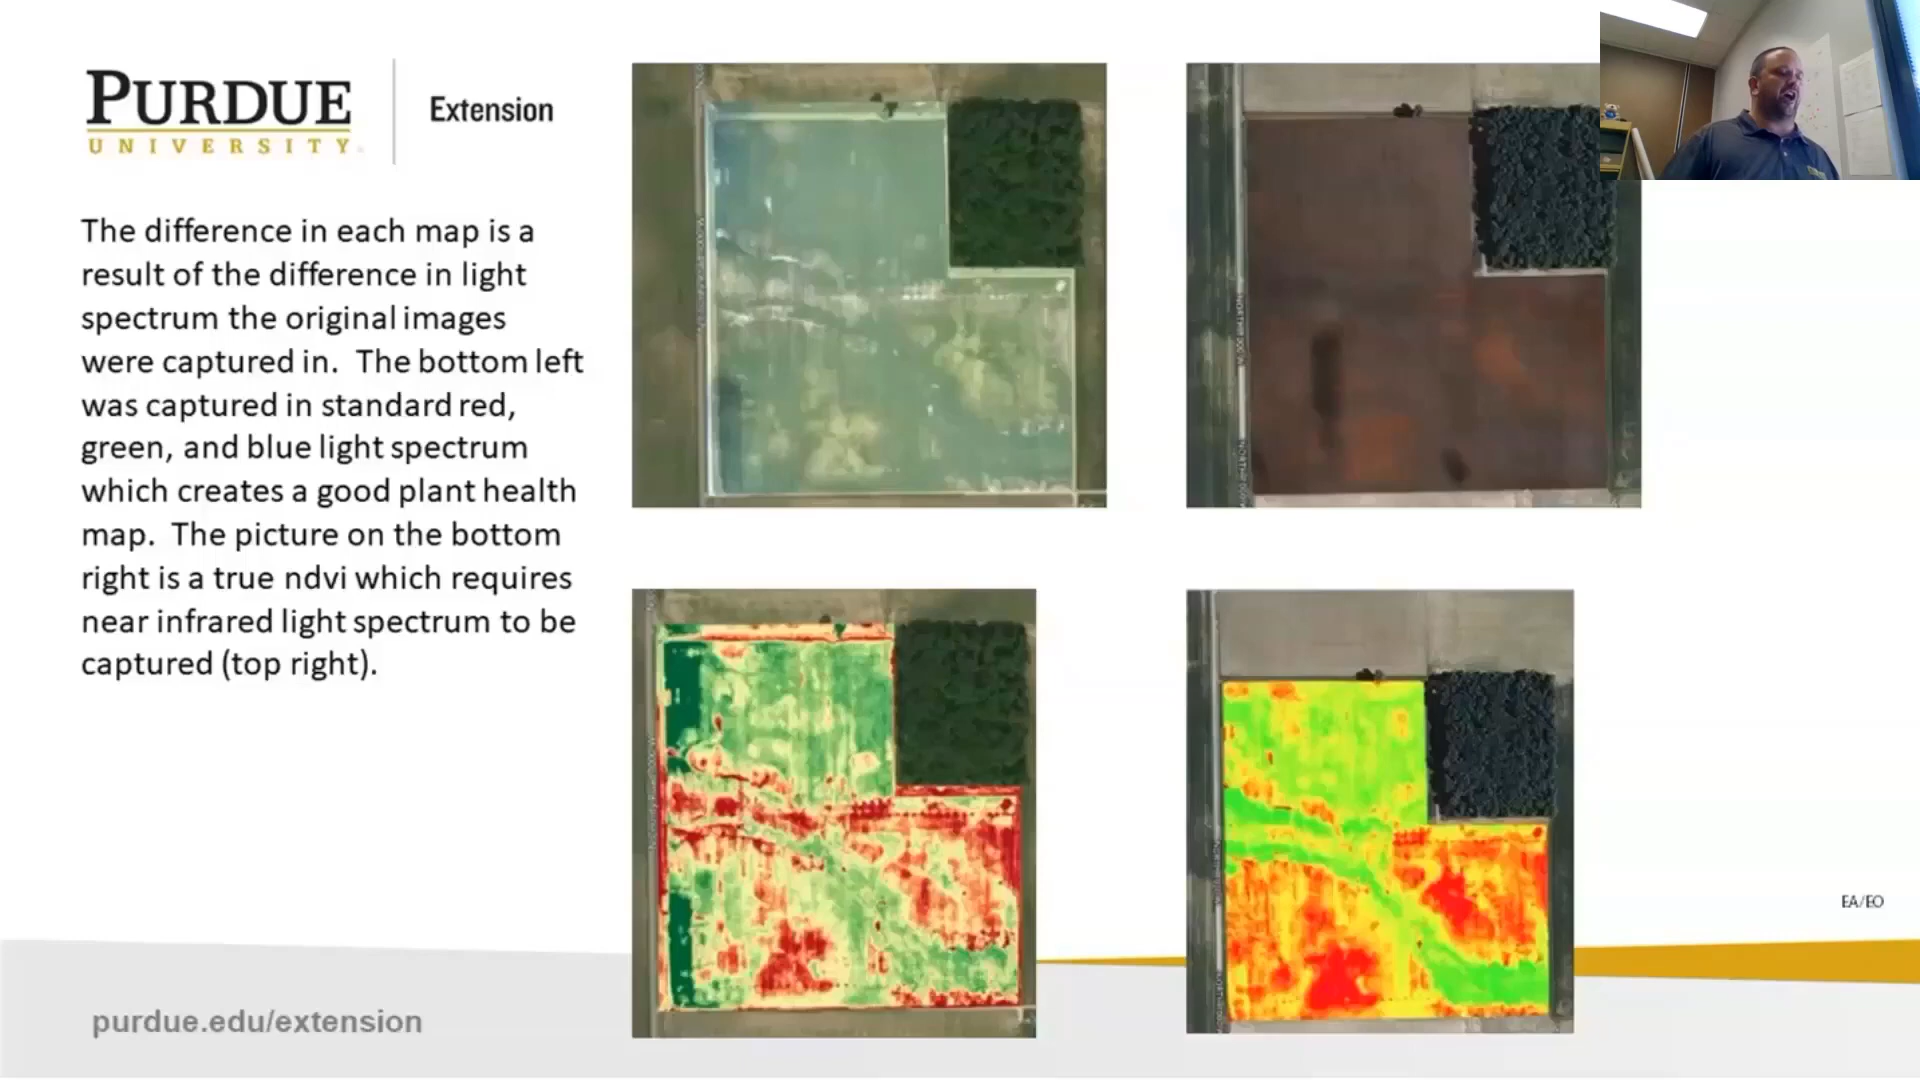 PURDUE
UNIVERSITY
Extension
The difference in each map is a
result of the difference in light
spectrum the original images
were captured in. The bottom left
was captured in standard red,
green, and blue light spectrum
which creates a good plant health
map. The picture on the bottom
right is a true ndvi which requires
near infrared light spectrum to be
captured (top right).
EA/EO
purdue.edu/extension